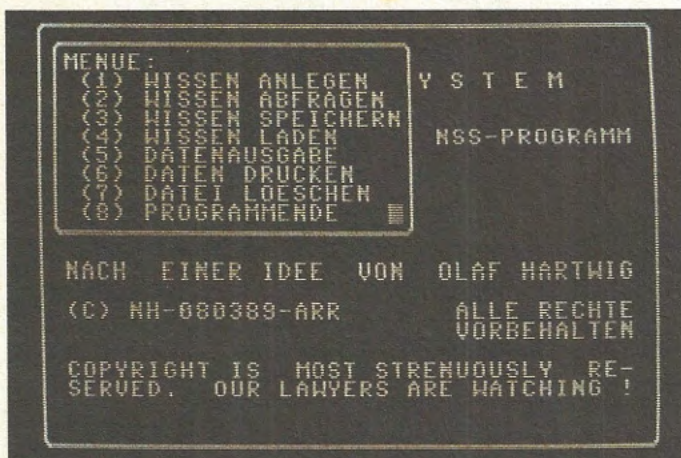 MENUE:
(1) WISSEN ANLEGEN
(2) WISSEN ABFRAGEN
(3) WISSEN SPEICHERN
(4) WISSEN LADEN
(5) DATENAUSGABE
(6) DATEN DRUCKEN
(7) DATEI LOESCHEN
(8) PROGRAMMENDE
Y S T E M
NSS-PROGRAMM
NACH EINER IDEE VON OLAF HARTWIG
(C) NH-080389-ARR ALLE RECHTE
VORBEHALTEN
COPYRIGHT IS MOST STRENUOUSLY RE-
SERVED. OUR LAWYERS ARE WATCHING !